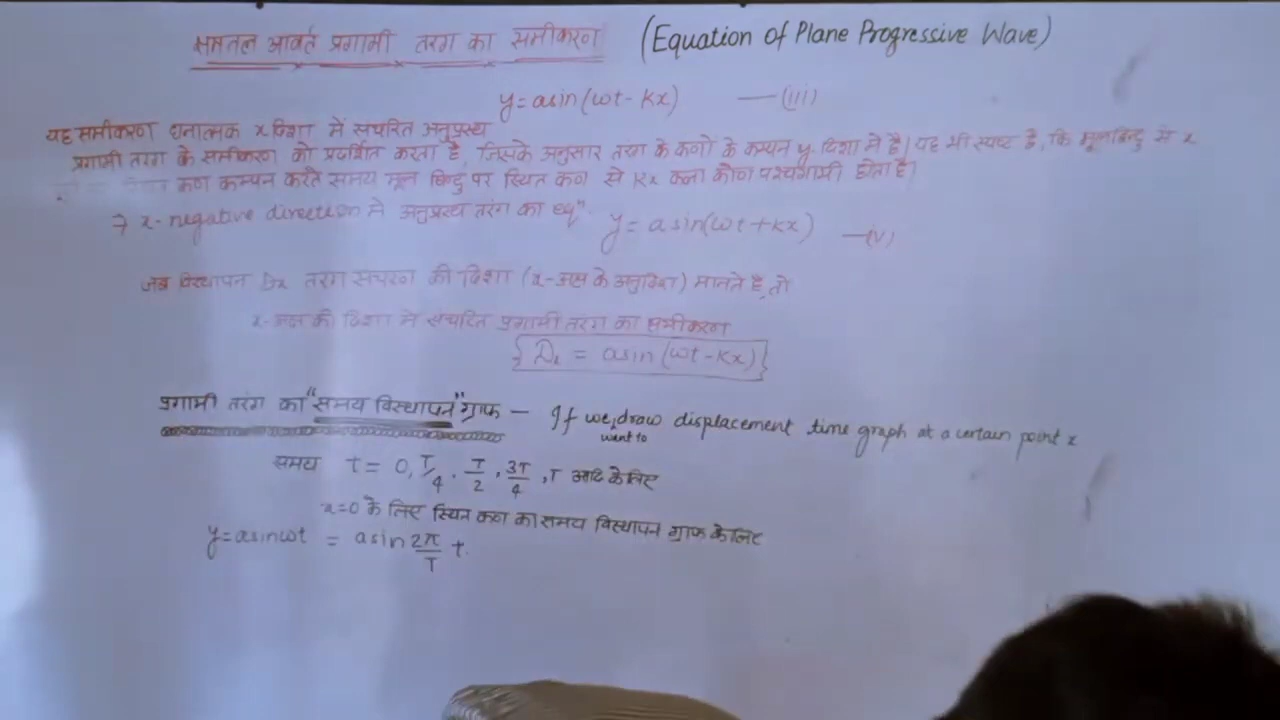 समतल आवर्त प्रगामी तरंग का समीकरण (Equation Of Plane Progressive Wave)
y = asin(ωt - Kx) — (iii)
यह समीकरण धनात्मक x दिशा में संचरित अनुप्रस्थ
प्रगामी तरंग के समीकरण को प्रदर्शित करता है, जिसके अनुसार तरंग के कणों के कम्पन y-दिशा में है। यह भी स्पष्ट है, कि मूलबिन्दु से x
कण कम्पन करते समय मूल बिन्दु पर स्थित कण से Kx कला कोण पश्चगामी होता है।
→ x-negative direction में अनुप्रस्थ तरंग का eqⁿ y = a sin(ωt + kx) —(V)
जब विस्थापन Dx तरंग संचरण की दिशा (x-अक्ष के अनुदिश) मानते है, तो
x-अक्ष की दिशा में संचरित प्रगामी तरंग का समीकरण
{Dx = asin(ωt - Kx)}
प्रगामी तरंग का "समय विस्थापन" ग्राफ — If we draw displacement time graph at a certain point x
want to
समय t = 0, T/4, T/2, 3T/4, T आदि के लिए
x=0 के लिए स्थित कण का समय विस्थापन ग्राफ के लिए
y = asinωt = asin 2π/T t.